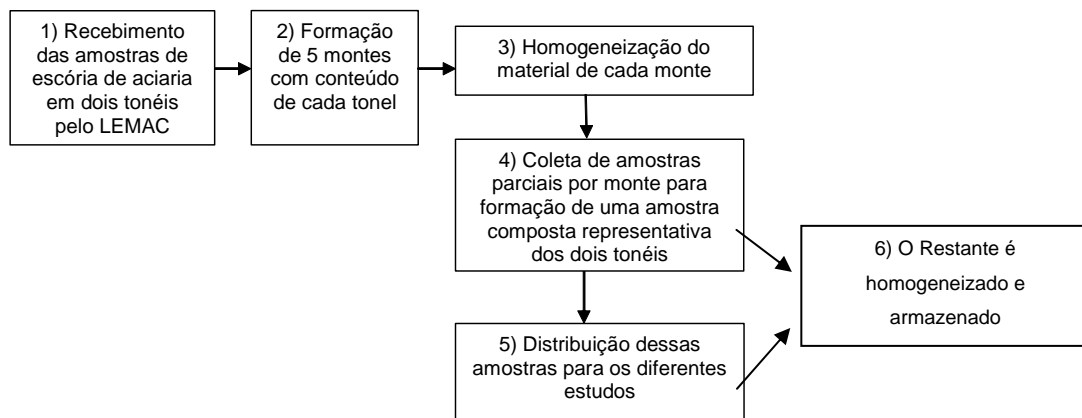 1) Recebimento
das amostras de
escória de aciaria
em dois tonéis
pelo LEMAC
2) Formação
de 5 montes
com conteúdo
de cada tonel
3) Homogeneização do
material de cada monte
4) Coleta de amostras
parciais por monte para
formação de uma amostra
composta representativa
dos dois tonéis
5) Distribuição dessas
amostras para os diferentes
estudos
6) O Restante é
homogeneizado e
armazenado